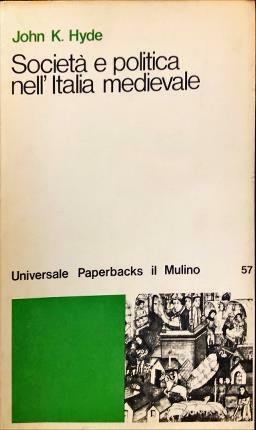 John K. Hyde
Società e politica
nell'Italia medievale
Universale Paperbacks il Mulino 57